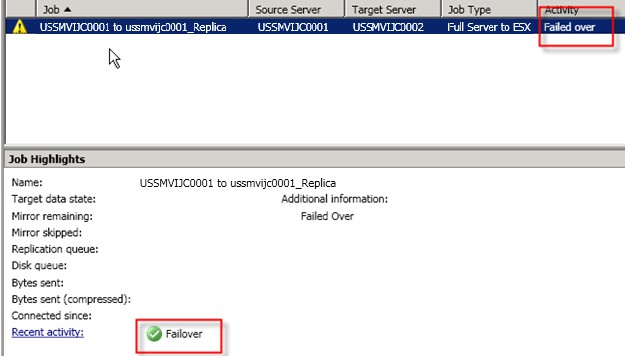 Job Source Server Target Server Job Type Activity
USSMVIJC0001 to ussmvijc0001_Replica USSMVIJC0001 USSMVIJC0002 Full Server to ESX Failed over
Job Highlights
Name: USSMVIJC0001 to ussmvijc0001_Replica
Target data state: Additional information:
Mirror remaining: Failed Over
Mirror skipped:
Replication queue:
Disk queue:
Bytes sent:
Bytes sent (compressed):
Connected since:
Recent activity: Failover